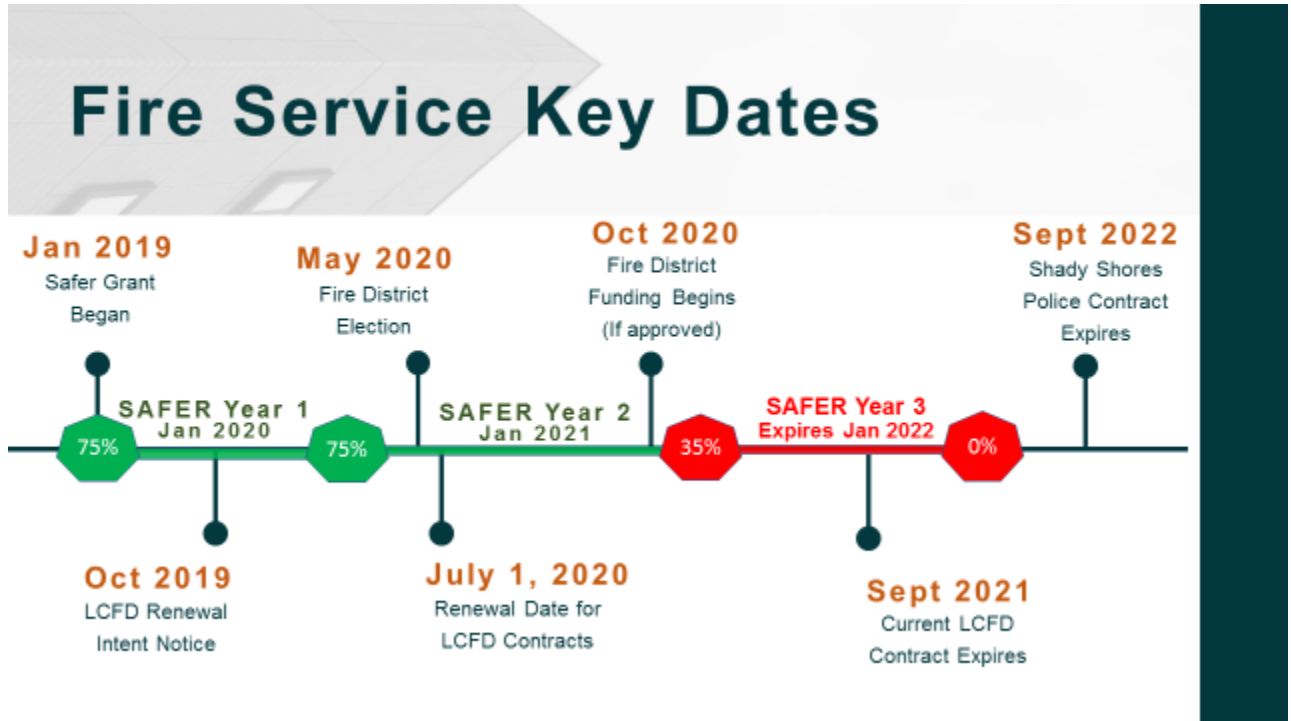 Fire Service Key Dates
Jan 2019
Safer Grant
Began
May 2020
Fire District
Election
Oct 2020
Fire District
Funding Begins
(If approved)
Sept 2022
Shady Shores
Police Contract
Expires
75%
SAFER Year 1
Jan 2020
75%
SAFER Year 2
Jan 2021
35%
SAFER Year 3
Expires Jan 2022
0%
Oct 2019
LCFD Renewal
Intent Notice
July 1, 2020
Renewal Date for
LCFD Contracts
Sept 2021
Current LCFD
Contract Expires